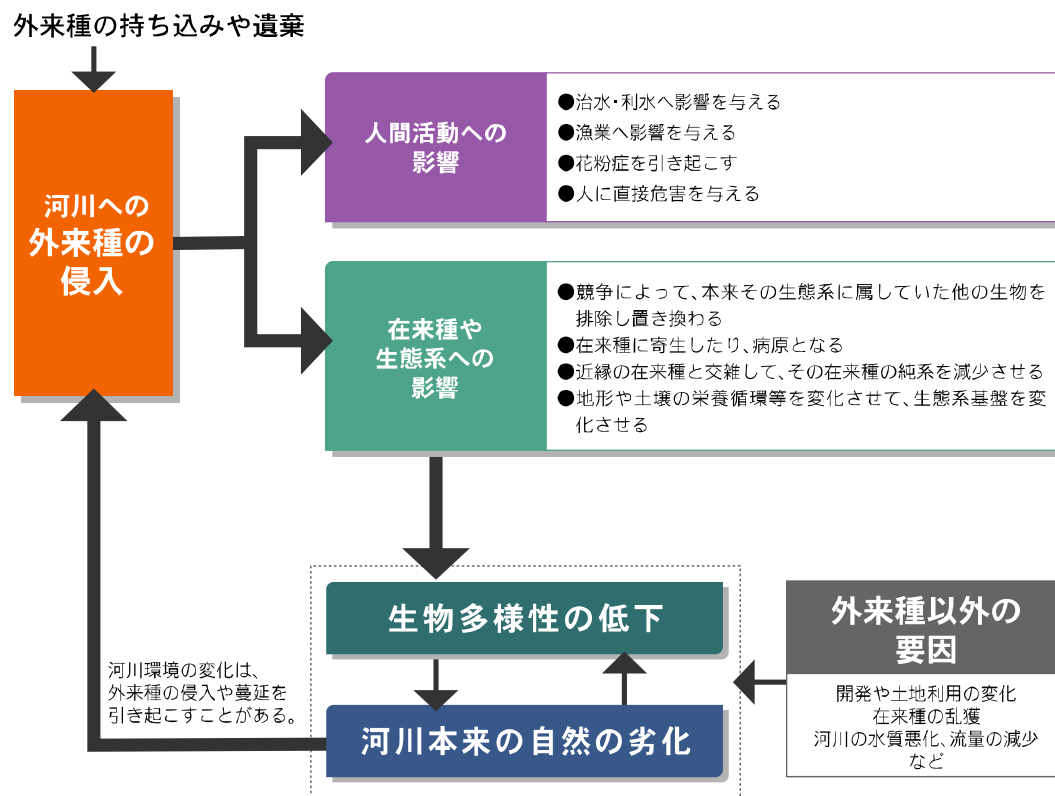 外来種の持ち込みや遺棄
河川への
外来種の
侵入
人間活動への
影響
●治水・利水へ影響を与える
●漁業へ影響を与える
●花粉症を引き起こす
●人に直接危害を与える
在来種や
生態系への
影響
●競争によって、本来その生態系に属していた他の生物を
排除し置き換わる
●在来種に寄生したり、病原となる
●近縁の在来種と交雑して、その在来種の純系を減少させる
●地形や土壌の栄養循環等を変化させて、生態系基盤を変
化させる
生物多様性の低下
河川本来の自然の劣化
河川環境の変化は、
外来種の侵入や蔓延を
引き起こすことがある。
外来種以外の
要因
開発や土地利用の変化
在来種の乱獲
河川の水質悪化、流量の減少
など